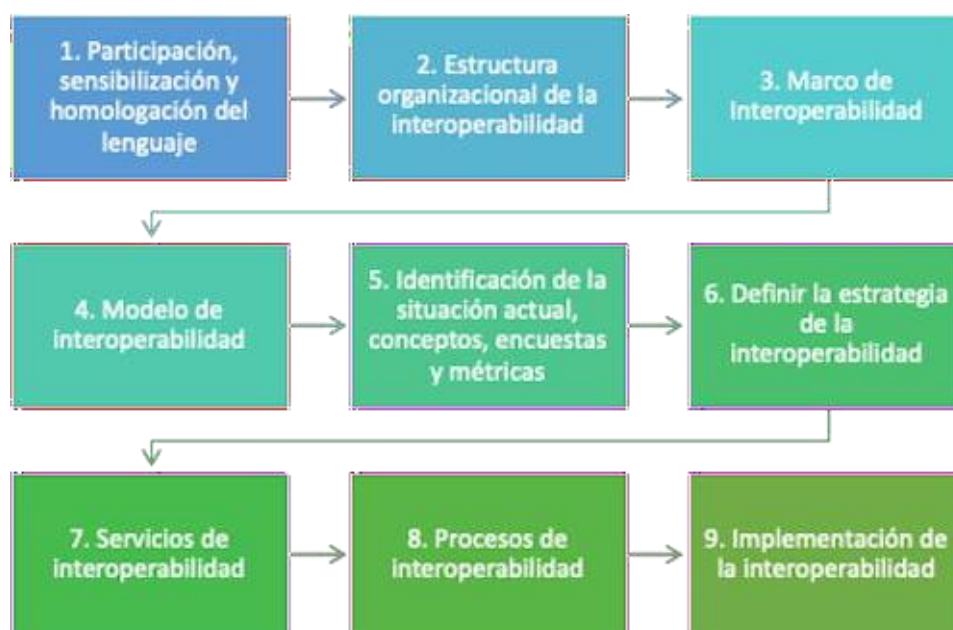 1. Participación,
sensibilización y
homologación del
lenguaje
2. Estructura
organizacional de la
interoperabilidad
3. Marco de
Interoperabilidad
4. Modelo de
interoperabilidad
5. Identificación de la
situación actual,
conceptos, encuestas
y métricas
6. Definir la estrategia
de la
interoperabilidad
7. Servicios de
interoperabilidad
8. Procesos de
interoperabilidad
9. Implementación de
la interoperabilidad